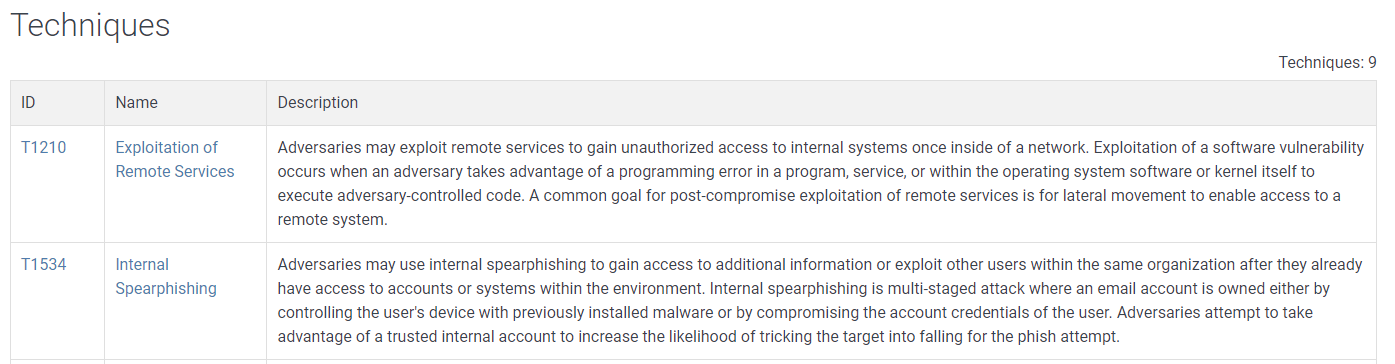 Techniques
Techniques: 9
ID Name Description
T1210 Exploitation of Remote Services
Adversaries may exploit remote services to gain unauthorized access to internal systems once inside of a network. Exploitation of a software vulnerability
occurs when an adversary takes advantage of a programming error in a program, service, or within the operating system software or kernel itself to
execute adversary-controlled code. A common goal for post-compromise exploitation of remote services is for lateral movement to enable access to a
remote system.
T1534 Internal Spearphishing
Adversaries may use internal spearphishing to gain access to additional information or exploit other users within the same organization after they already
have access to accounts or systems within the environment. Internal spearphishing is multi-staged attack where an email account is owned either by
controlling the user's device with previously installed malware or by compromising the account credentials of the user. Adversaries attempt to take
advantage of a trusted internal account to increase the likelihood of tricking the target into falling for the phish attempt.